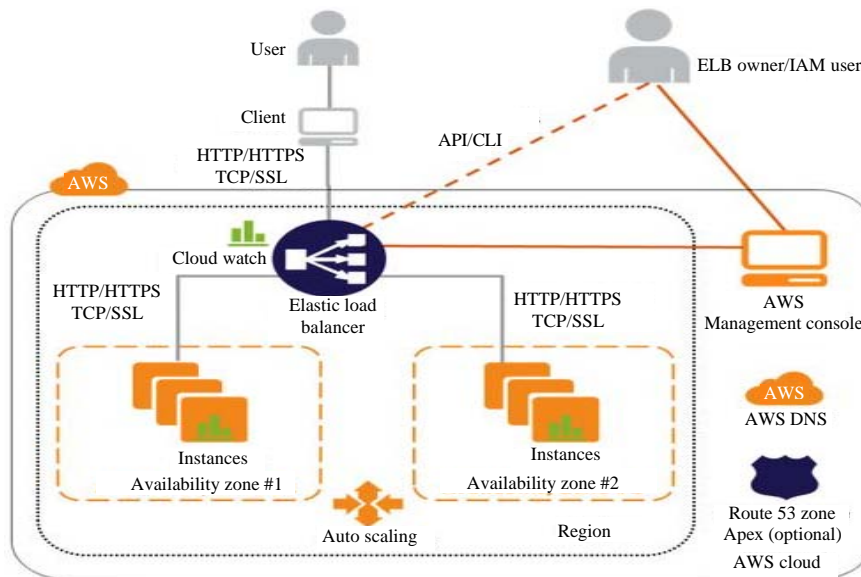 User
ELB owner/IAM user
Client
API/CLI
HTTP/HTTPS
TCP/SSL
AWS
Cloud watch
Elastic load
balancer
HTTP/HTTPS
TCP/SSL
HTTP/HTTPS
TCP/SSL
AWS
Management console
Instances
Availability zone #1
Instances
Availability zone #2
AWS
AWS DNS
Auto scaling
Region
Route 53 zone
Apex (optional)
AWS cloud